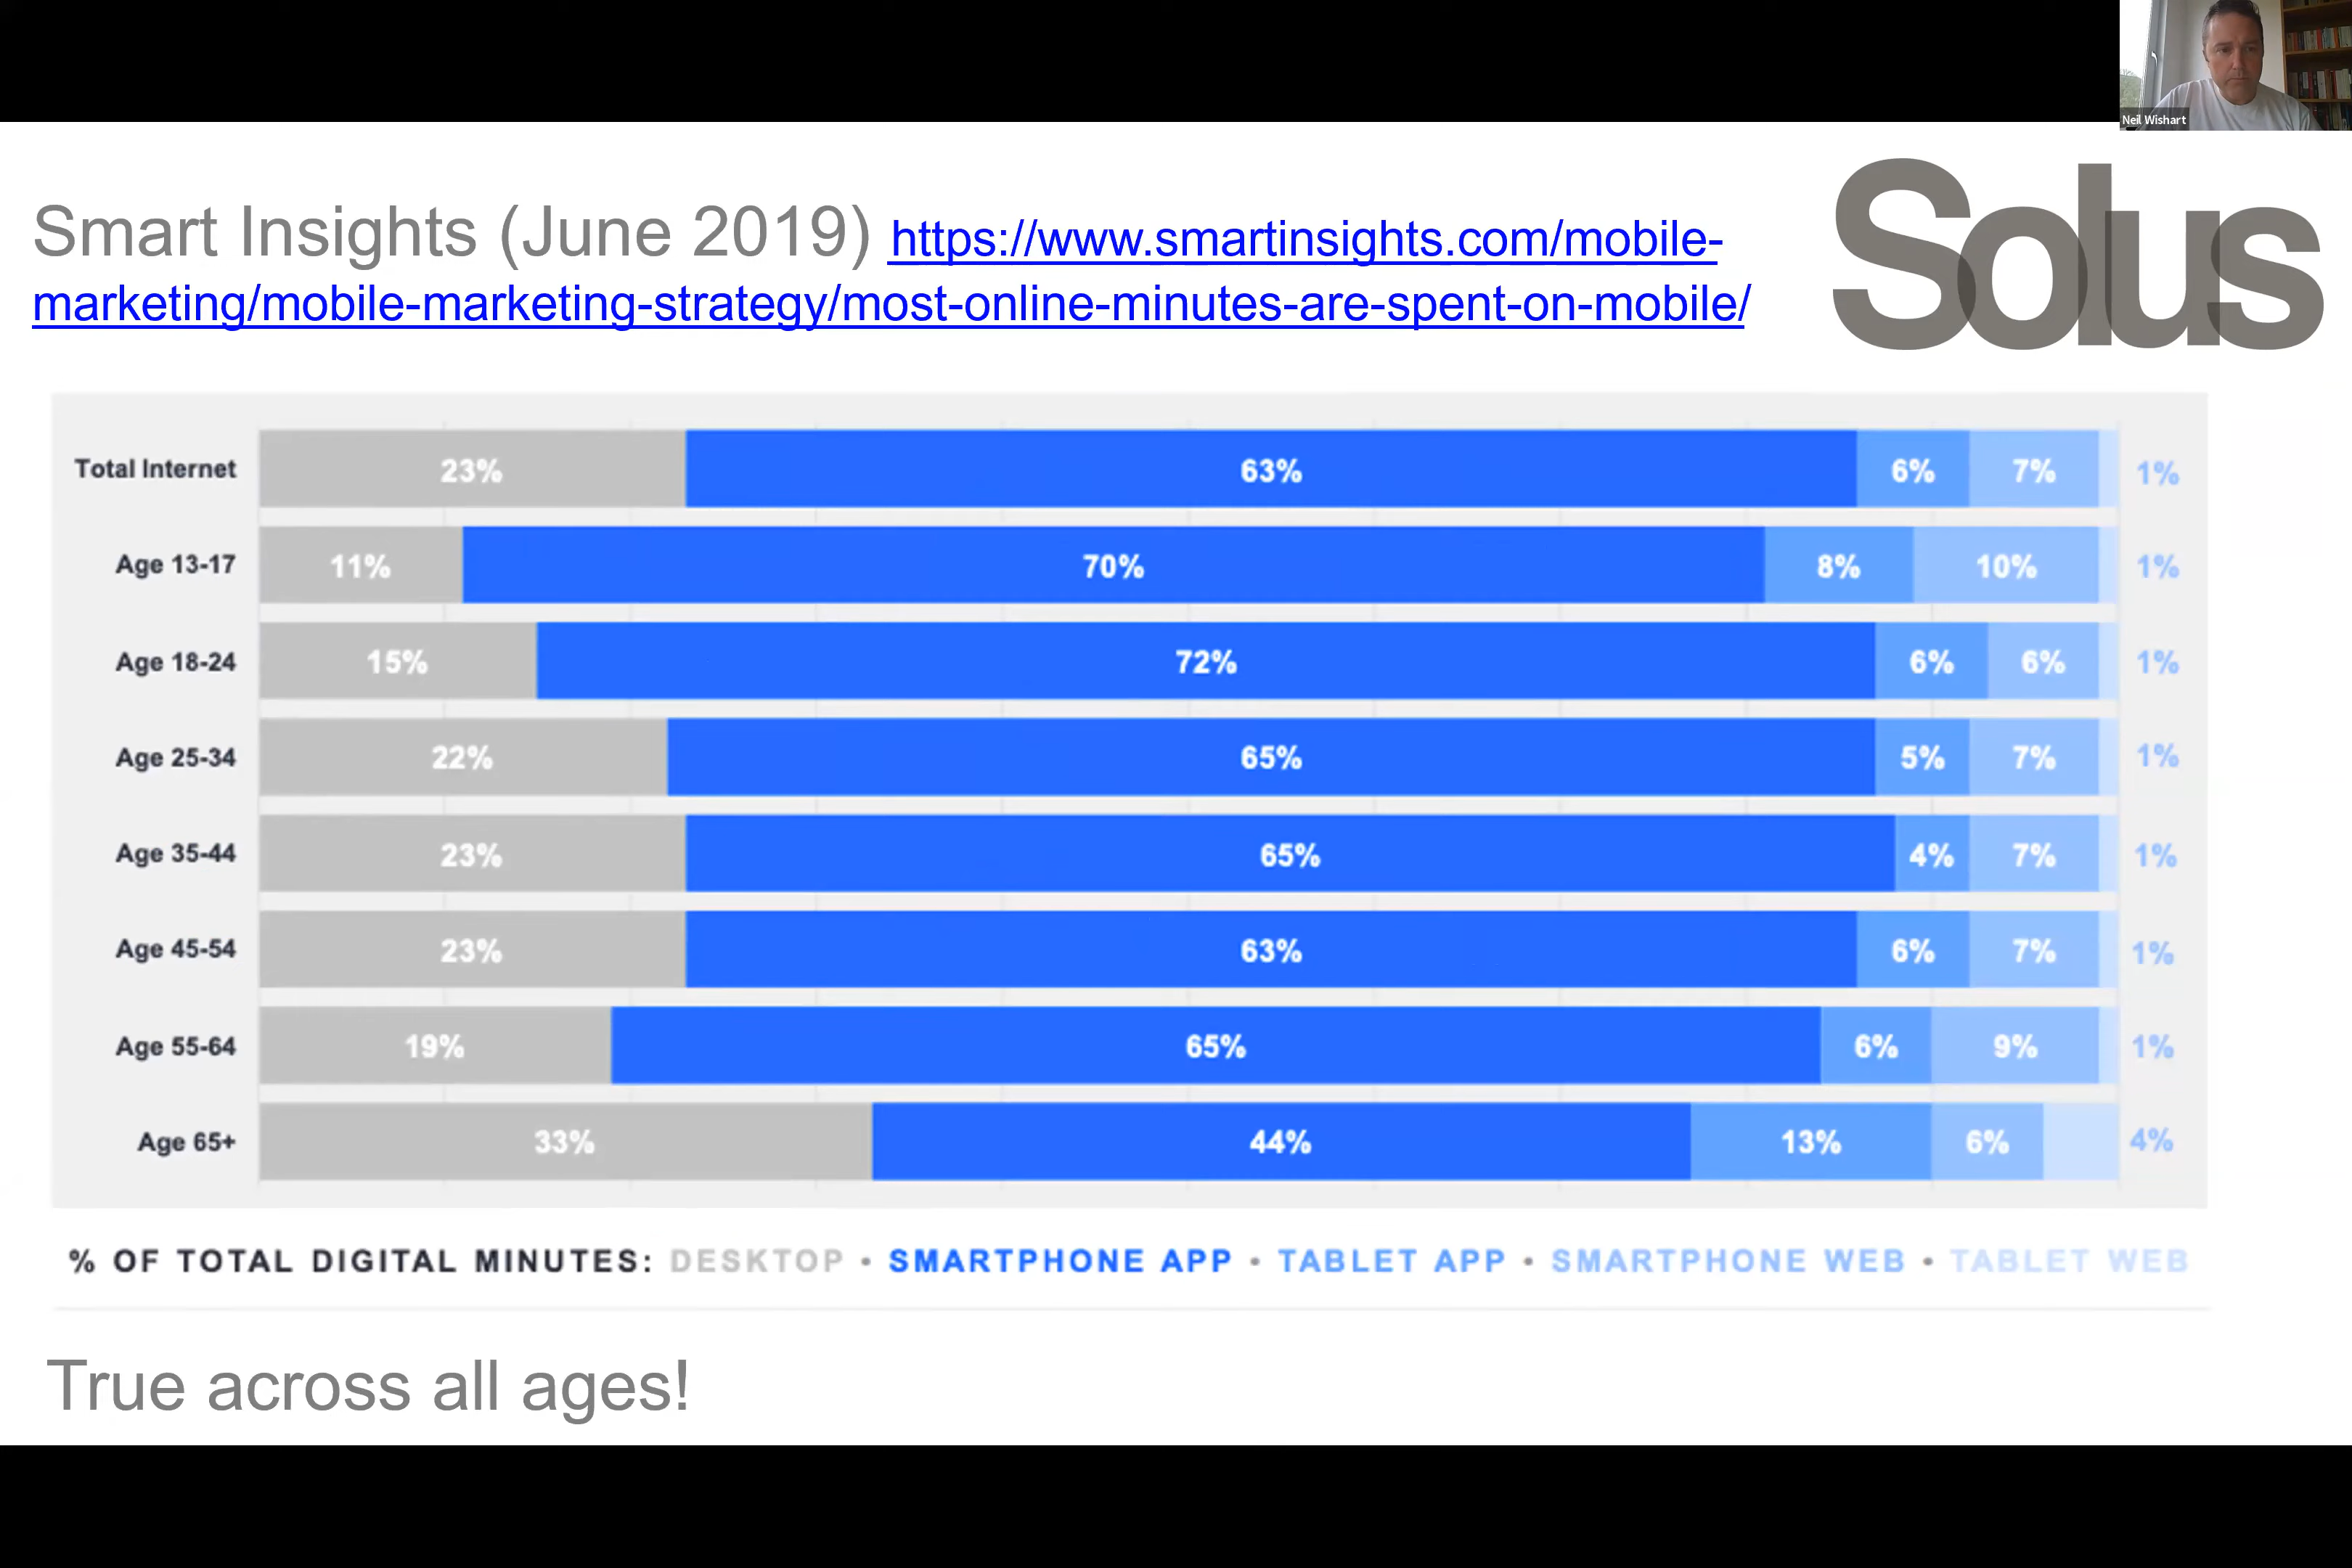 Neil Wishart
Solus
Smart Insights (June 2019) https://www.smartinsights.com/mobile-
marketing/mobile-marketing-strategy/most-online-minutes-are-spent-on-mobile/
Total Internet 23% 63% 6% 7% 1%
Age 13-17 11% 70% 8% 10% 1%
Age 18-24 15% 72% 6% 6% 1%
Age 25-34 22% 65% 5% 7% 1%
Age 35-44 23% 65% 4% 7% 1%
Age 45-54 23% 63% 6% 7% 1%
Age 55-64 19% 65% 6% 9% 1%
Age 65+ 33% 44% 13% 6% 4%
% OF TOTAL DIGITAL MINUTES: DESKTOP • SMARTPHONE APP • TABLET APP • SMARTPHONE WEB • TABLET WEB
True across all ages!